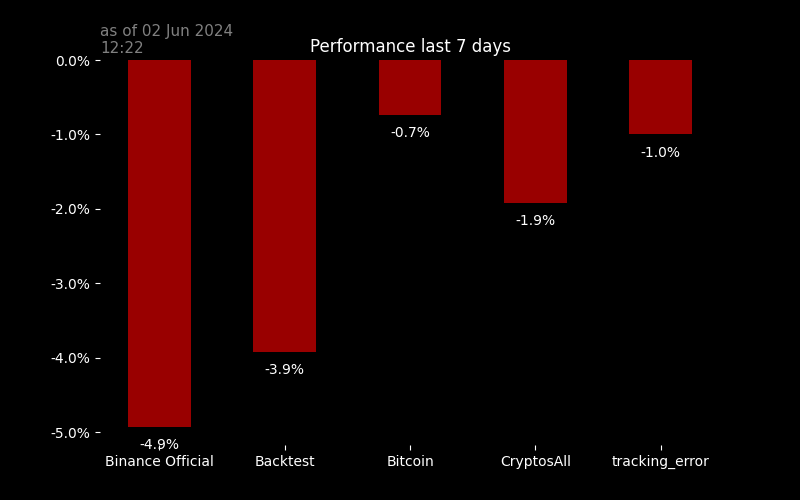 as of 02 Jun 2024
12:22
Performance last 7 days
0.0%
-1.0%
-2.0%
-3.0%
-4.0%
-5.0%
-4.9%
-3.9%
-0.7%
-1.9%
-1.0%
Binance Official
Backtest
Bitcoin
CryptosAll
tracking_error